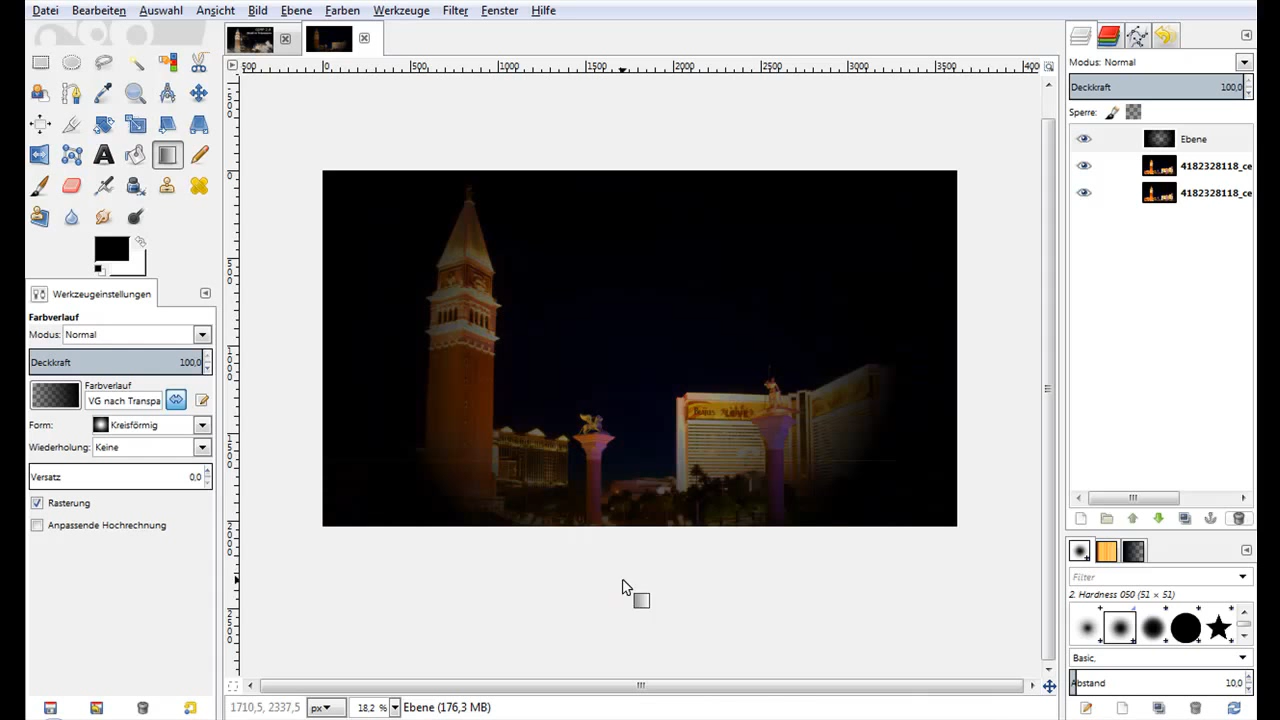 Datei Bearbeiten Auswahl Ansicht Bild Ebene Farben Werkzeuge Filter Fenster Hilfe
500 0 500 1000 1500 2000 2500 3000 3500 400
Modus: Normal
Deckkraft 100,0
Sperre:
Ebene
4182328118_ce
4182328118_ce
Werkzeugeinstellungen
Farbverlauf
Modus: Normal
Deckkraft 100,0
Farbverlauf
VG nach Transpa
Form: Kreisförmig
Wiederholung: Keine
Versatz 0,0
Rasterung
Anpassende Hochrechnung
Filter
2. Hardness 050 (51 × 51)
Basic,
Abstand 10,0
1710,5, 2337,5 px 18.2 % Ebene (176,3 MB)